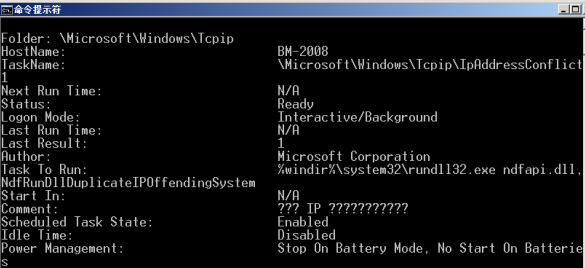 命令提示符
Folder: \Microsoft\Windows\Tcpip
HostName: BM-2008
TaskName: \Microsoft\Windows\Tcpip\IpAddressConflict
1
Next Run Time: N/A
Status: Ready
Logon Mode: Interactive/Background
Last Run Time: N/A
Last Result: 1
Author: Microsoft Corporation
Task To Run: %windir%\system32\rundll32.exe ndfapi.dll,
NdfRunDllDuplicateIPOffendingSystem
Start In: N/A
Comment: ??? IP ???????????
Scheduled Task State: Enabled
Idle Time: Disabled
Power Management: Stop On Battery Mode, No Start On Batterie
s